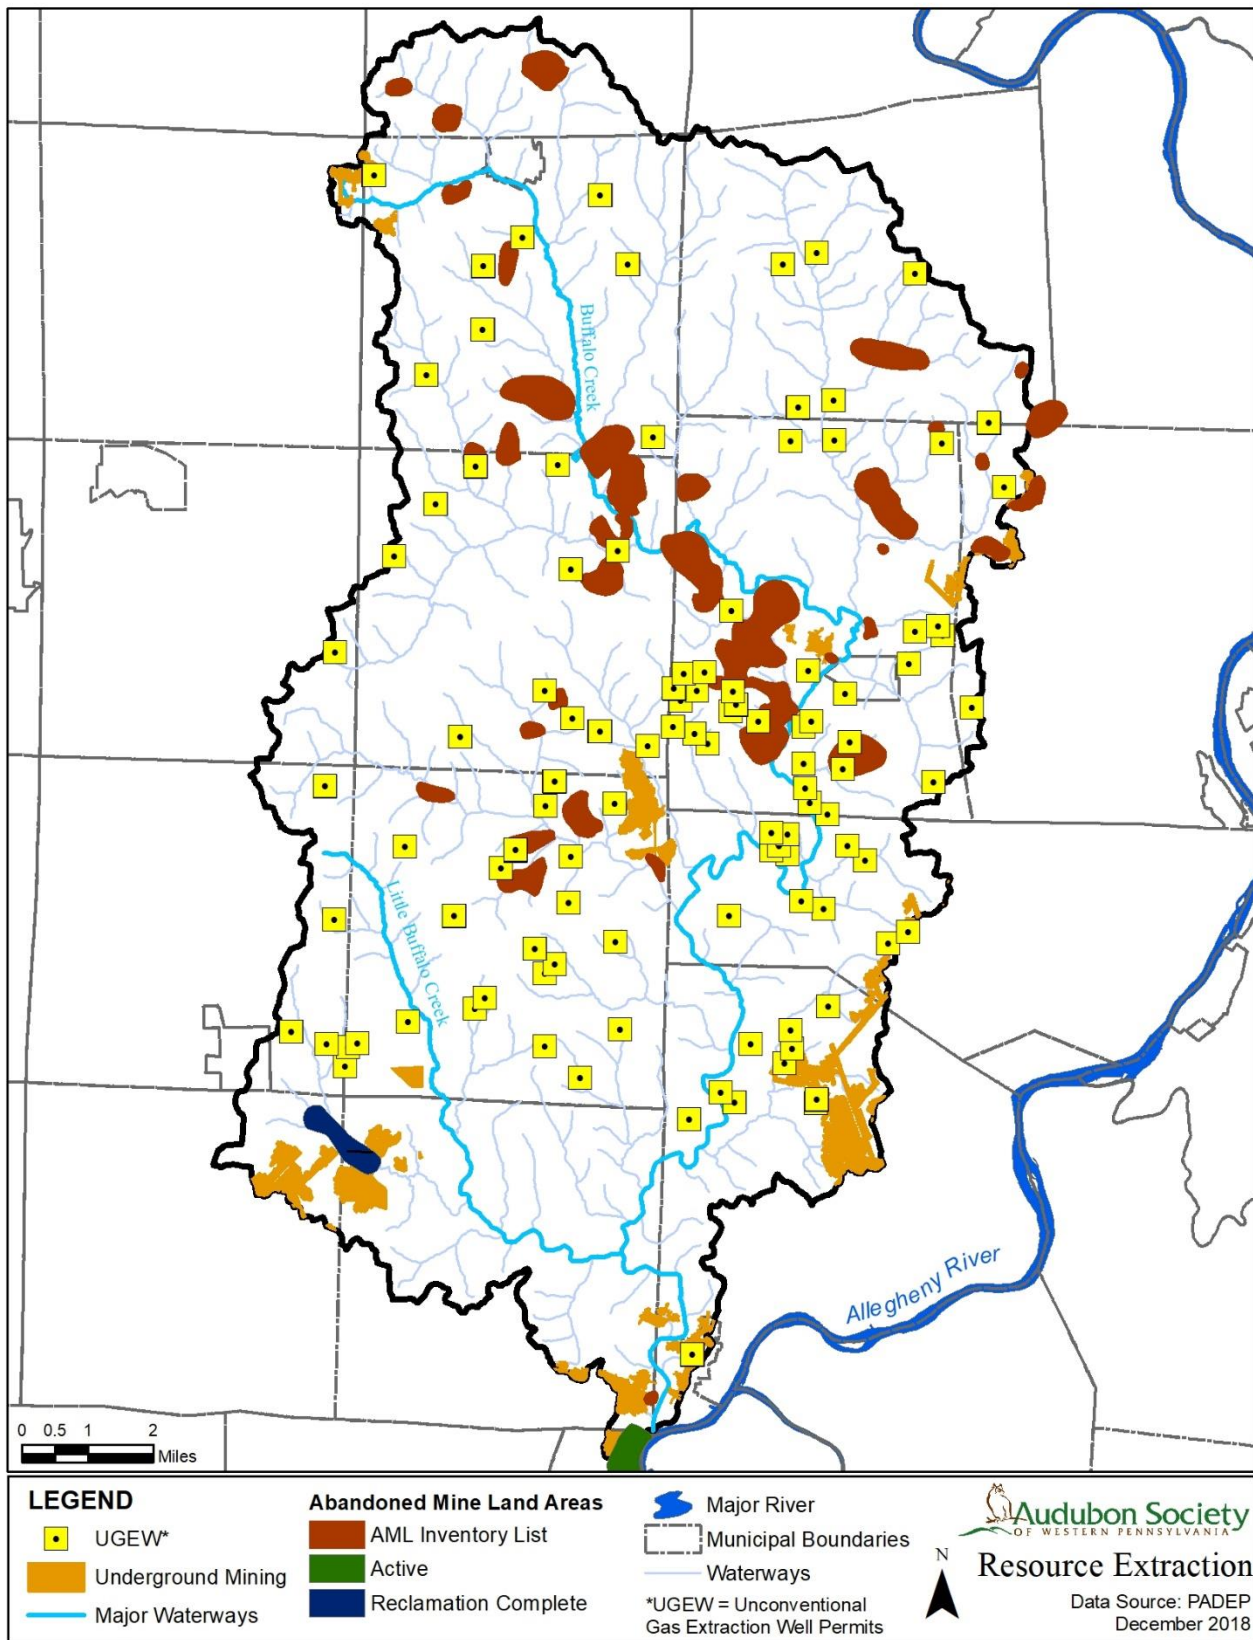 Buffalo Creek
Little Buffalo Creek
Allegheny River
0 0.5 1 2
Miles
LEGEND
UGEW*
Underground Mining
Major Waterways
Abandoned Mine Land Areas
AML Inventory List
Active
Reclamation Complete
Major River
Municipal Boundaries
Waterways
*UGEW = Unconventional
Gas Extraction Well Permits
N
Audubon Society
OF WESTERN PENNSYLVANIA
Resource Extraction
Data Source: PADEP
December 2018